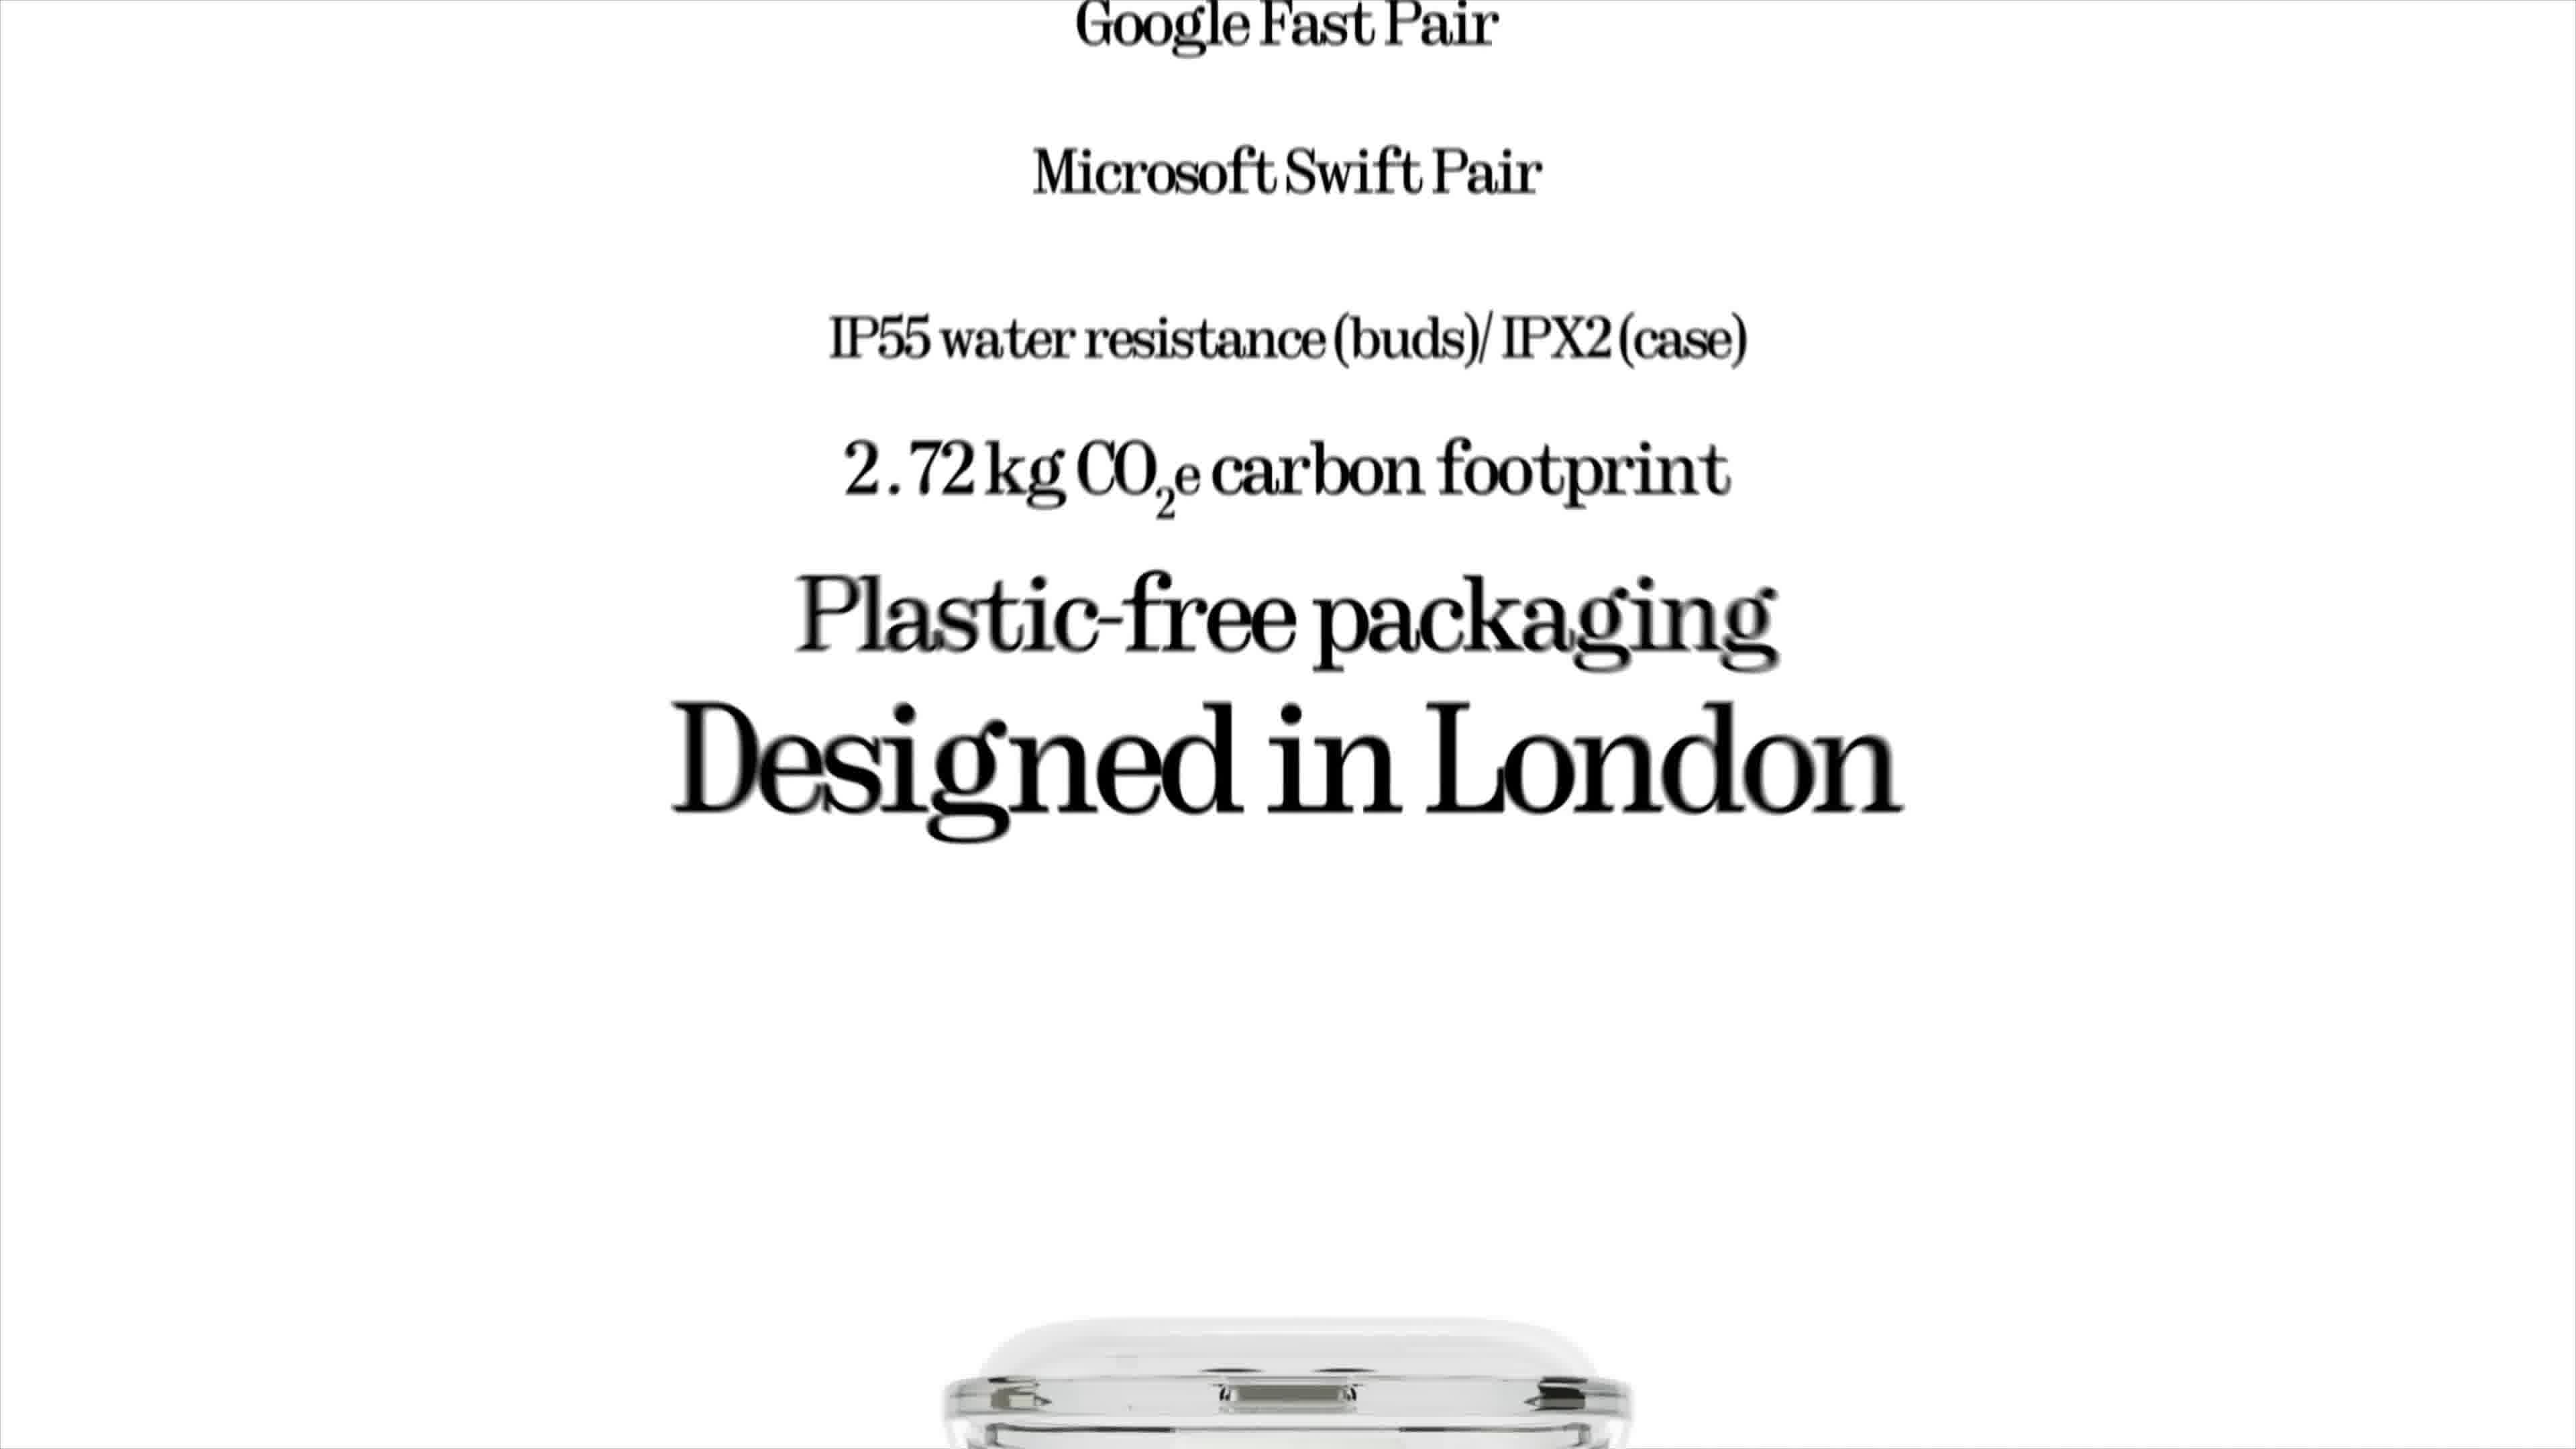 Google Fast Pair
Microsoft Swift Pair
IP55 water resistance (buds)/ IPX2 (case)
2.72 kg CO₂e carbon footprint
Plastic-free packaging
Designed in London